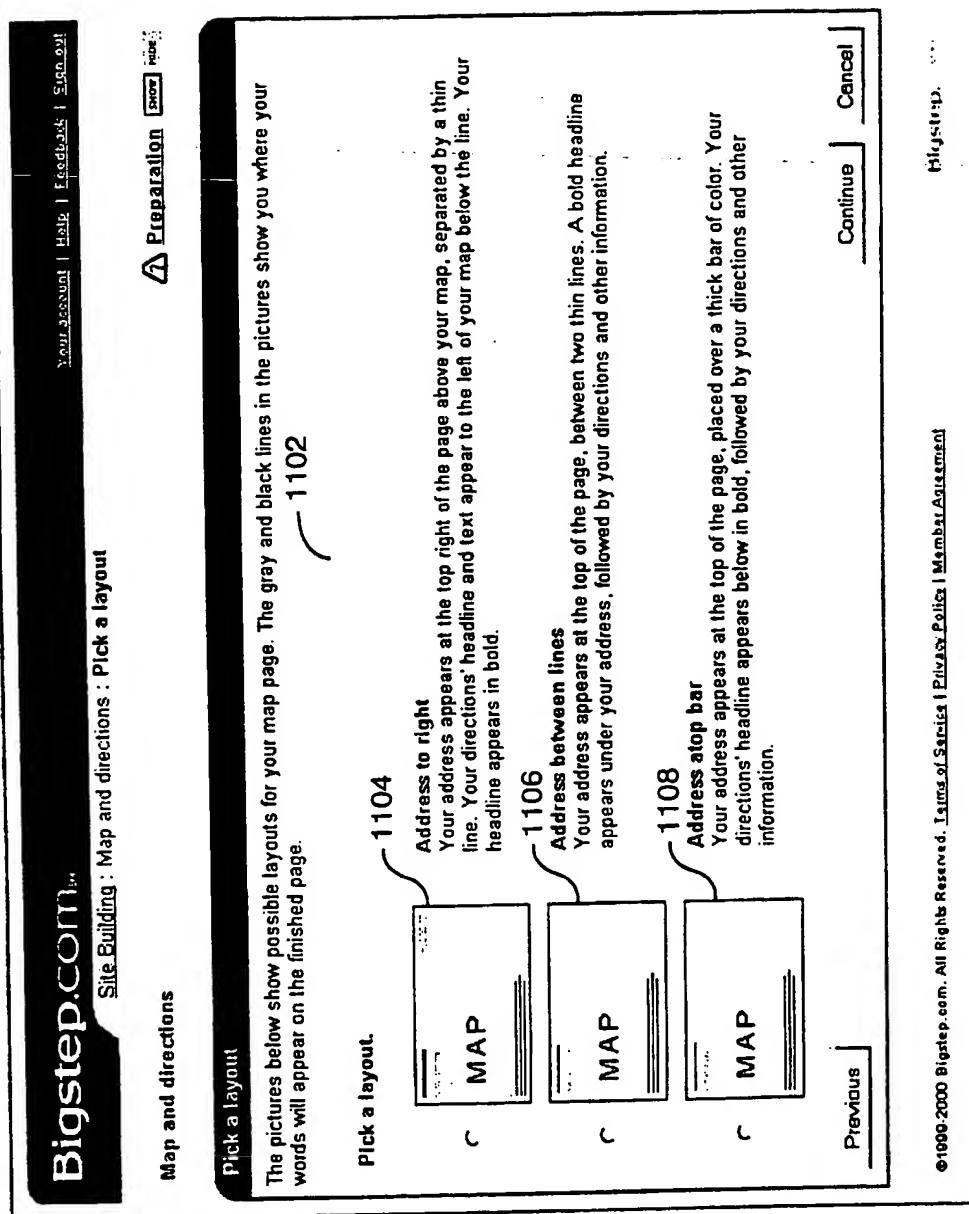 Bigstep.com
Your account | Help | Feedback | Sign out
Site Building : Map and directions : Pick a layout
Map and directions
Preparation SHOW HIDE
Pick a layout
The pictures below show possible layouts for your map page. The gray and black lines in the pictures show you where your
words will appear on the finished page.
1102
Pick a layout.
1104
MAP
Address to right
Your address appears at the top right of the page above your map, separated by a thin
line. Your directions' headline and text appear to the left of your map below the line. Your
headline appears in bold.
1106
MAP
Address between lines
Your address appears at the top of the page, between two thin lines. A bold headline
appears under your address, followed by your directions and other information.
1108
MAP
Address atop bar
Your address appears at the top of the page, placed over a thick bar of color. Your
directions' headline appears below in bold, followed by your directions and other
information.
Previous
Continue
Cancel
©1999-2000 Bigstep.com. All Rights Reserved. Terms of Service | Privacy Policy | Member Agreement
Bigstep.